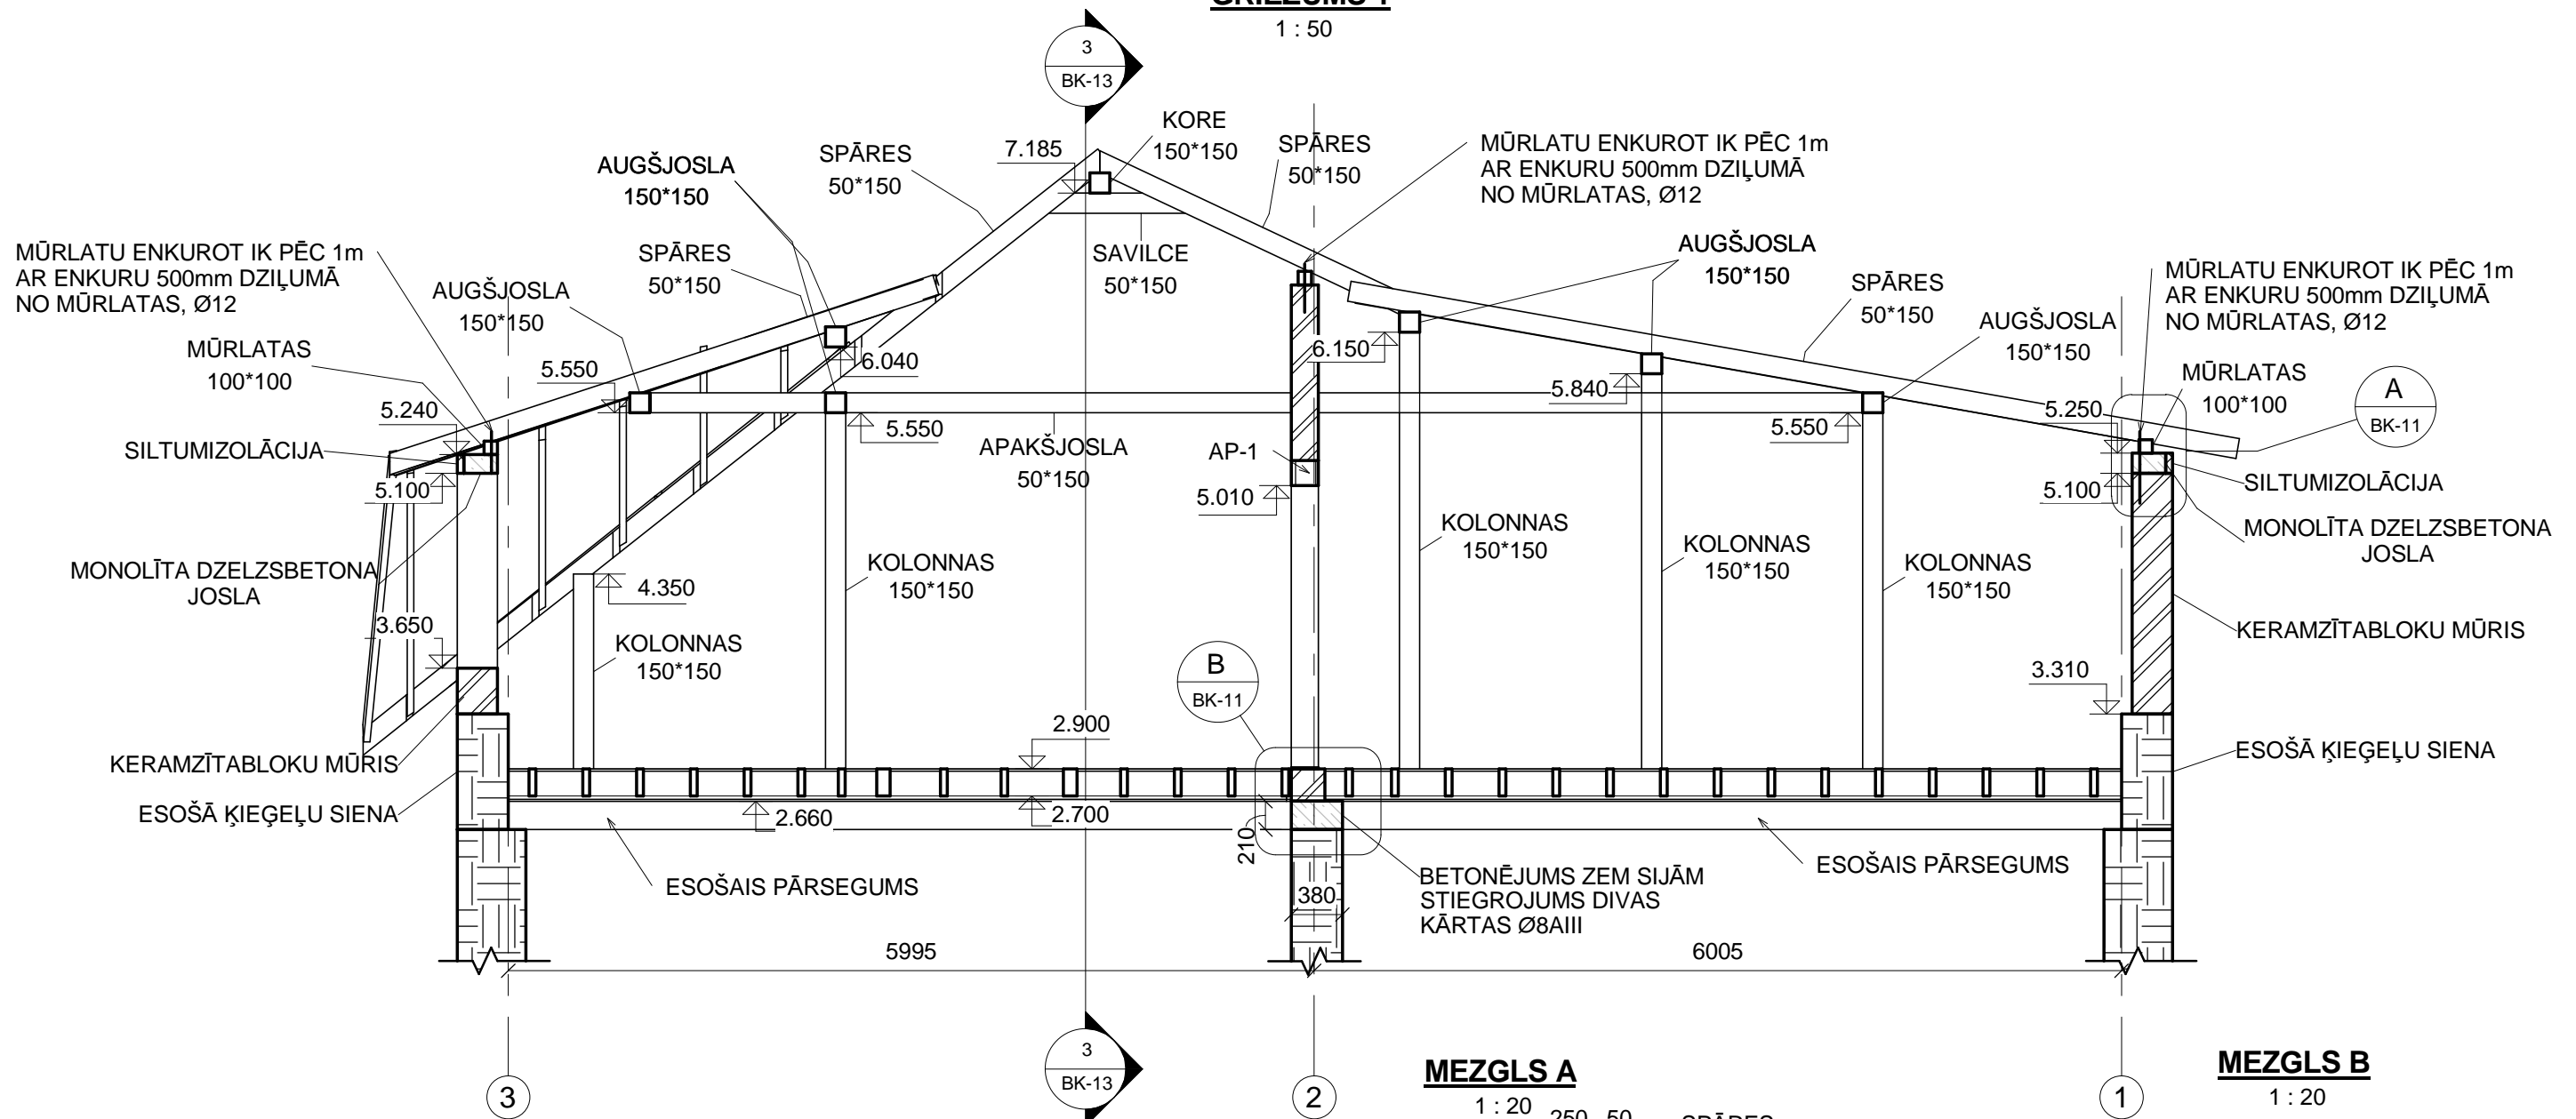 GRIEZUMS 1
1 : 50
3
BK-13
KORE
150*150
7.185
SPĀRES
50*150
AUGŠJOSLA
150*150
SPĀRES
50*150
MŪRLATU ENKUROT IK PĒC 1m
AR ENKURU 500mm DZIĻUMĀ
NO MŪRLATAS, Ø12
MŪRLATU ENKUROT IK PĒC 1m
AR ENKURU 500mm DZIĻUMĀ
NO MŪRLATAS, Ø12
SPĀRES
50*150
SAVILCE
50*150
AUGŠJOSLA
150*150
SPĀRES
50*150
MŪRLATU ENKUROT IK PĒC 1m
AR ENKURU 500mm DZIĻUMĀ
NO MŪRLATAS, Ø12
AUGŠJOSLA
150*150
AUGŠJOSLA
150*150
MŪRLATAS
100*100
5.550
6.040
6.150
5.840
MŪRLATAS
100*100
A
BK-11
5.240
5.550
5.550
5.250
SILTUMIZOLĀCIJA
APAKŠJOSLA
50*150
AP-1
5.100
5.010
5.100
SILTUMIZOLĀCIJA
MONOLĪTA DZELZSBETONA
JOSLA
KOLONNAS
150*150
KOLONNAS
150*150
KOLONNAS
150*150
KOLONNAS
150*150
MONOLĪTA DZELZSBETONA
JOSLA
4.350
3.650
KOLONNAS
150*150
KERAMZĪTABLOKU MŪRIS
B
BK-11
3.310
2.900
KERAMZĪTABLOKU MŪRIS
ESOŠĀ ĶIEĢEĻU SIENA
ESOŠĀ ĶIEĢEĻU SIENA
2.660
2.700
210
ESOŠAIS PĀRSEGUMS
ESOŠAIS PĀRSEGUMS
380
BETONĒJUMS ZEM SIJĀM
STIEGROJUMS DIVAS
KĀRTAS Ø8AIII
5995
6005
3
BK-13
3
2
1
MEZGLS A
1 : 20
250
50
SPĀRES
MEZGLS B
1 : 20